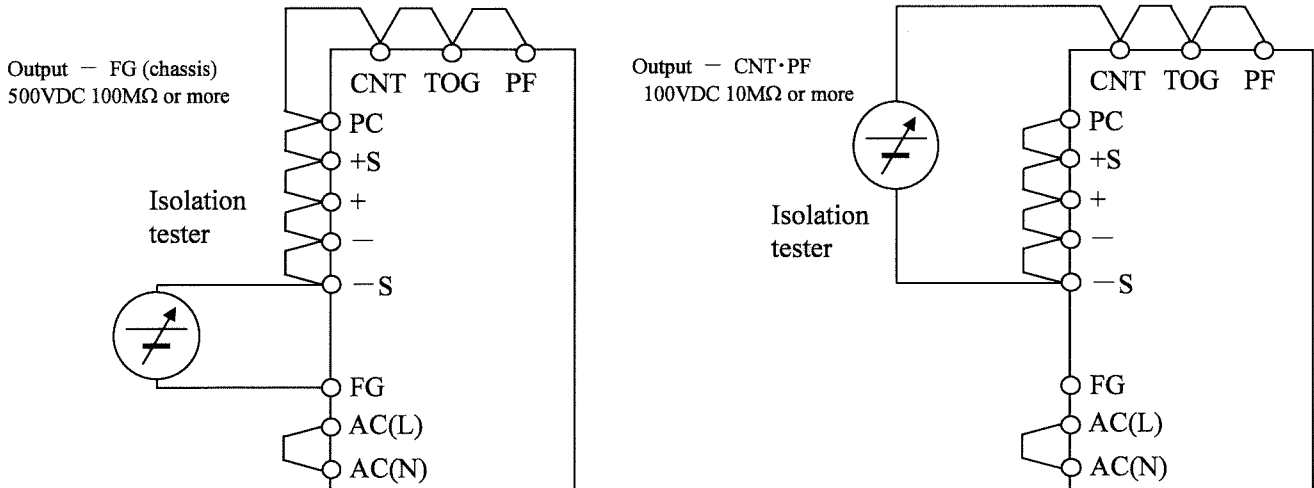 Output － FG (chassis)
500VDC 100MΩ or more
CNT TOG PF
PC
+S
+
－
－S
Isolation
tester
FG
AC(L)
AC(N)
Output － CNT･PF
100VDC 10MΩ or more
CNT TOG PF
PC
+S
+
－
－S
Isolation
tester
FG
AC(L)
AC(N)